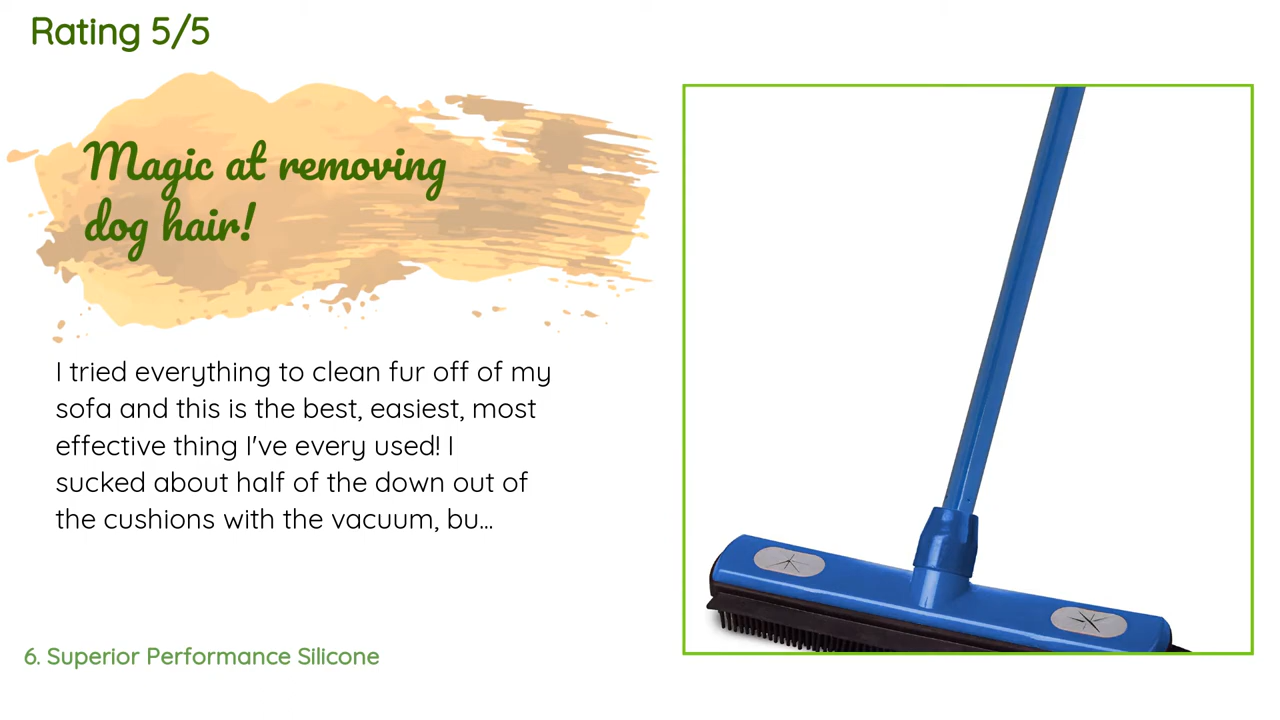 Rating 5/5
Magic at removing
dog hair!
I tried everything to clean fur off of my
sofa and this is the best, easiest, most
effective thing I've every used! I
sucked about half of the down out of
the cushions with the vacuum, bu...
6. Superior Performance Silicone